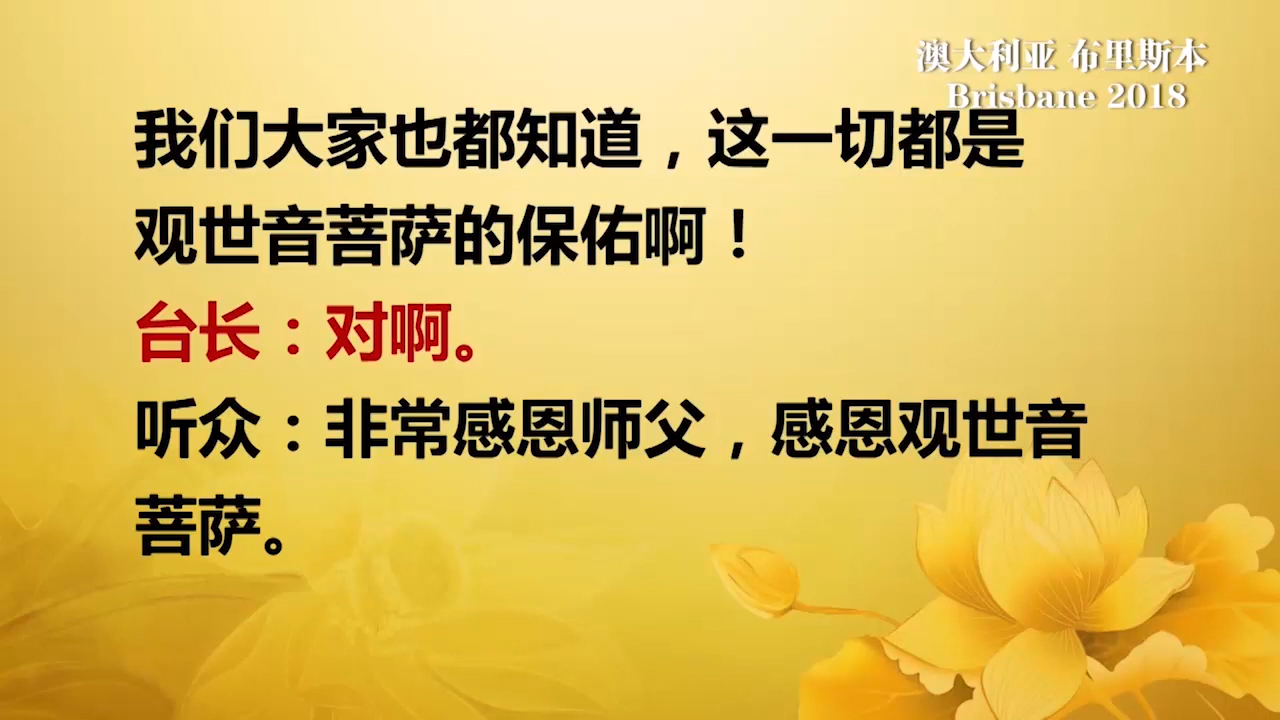 澳大利亚 布里斯本
Brisbane 2018
我们大家也都知道，这一切都是
观世音菩萨的保佑啊！
台长：对啊。
听众：非常感恩师父，感恩观世音
菩萨。